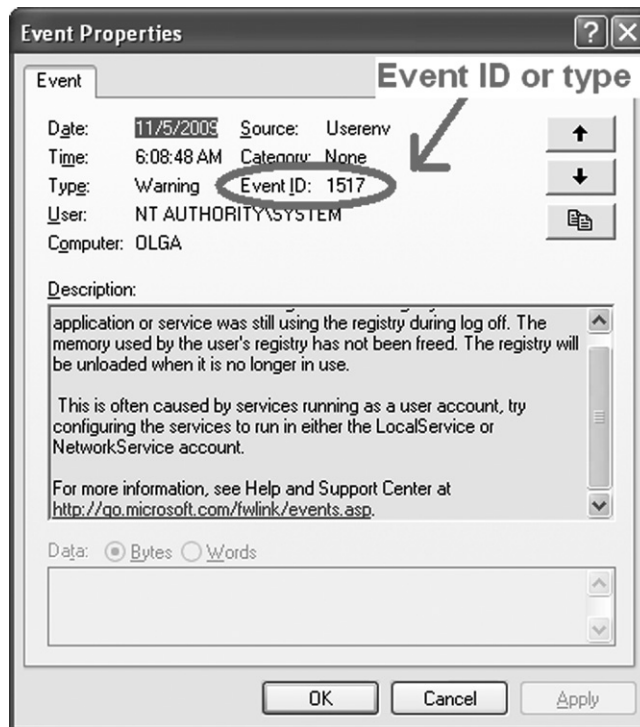 Event Properties
Event
Event ID or type
Date: 11/5/2009 Source: Userenv
Time: 6:08:48 AM Category: None
Type: Warning Event ID: 1517
User: NT AUTHORITY\SYSTEM
Computer: OLGA
Description:
application or service was still using the registry during log off. The
memory used by the user's registry has not been freed. The registry will
be unloaded when it is no longer in use.
This is often caused by services running as a user account, try
configuring the services to run in either the LocalService or
NetworkService account.
For more information, see Help and Support Center at
http://go.microsoft.com/fwlink/events.asp.
Data: Bytes Words
OK Cancel Apply